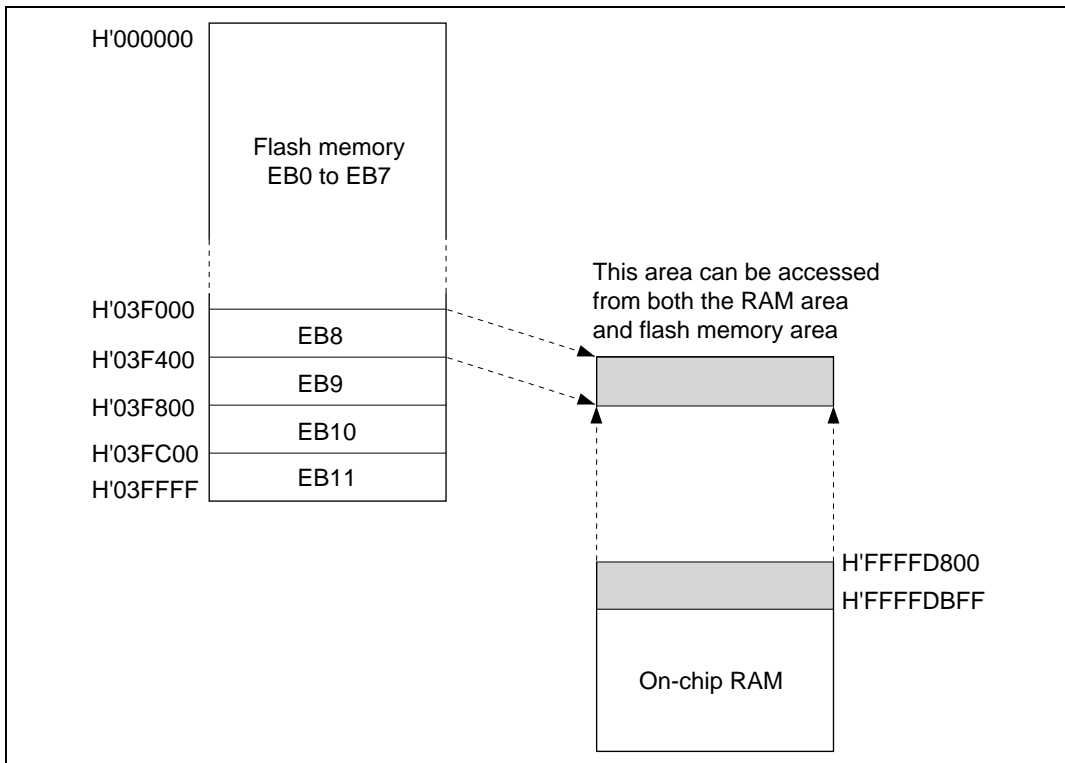 H'000000
Flash memory
EB0 to EB7
H'03F000
EB8
H'03F400
EB9
H'03F800
EB10
H'03FC00
EB11
H'03FFFF
This area can be accessed
from both the RAM area
and flash memory area
H'FFFFD800
H'FFFFDBFF
On-chip RAM